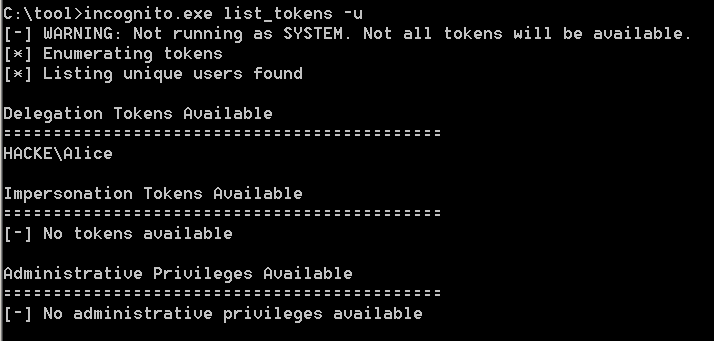 C:\tool>incognito.exe list_tokens -u
[-] WARNING: Not running as SYSTEM. Not all tokens will be available.
[*] Enumerating tokens
[*] Listing unique users found
Delegation Tokens Available
============================================
HACKE\Alice
Impersonation Tokens Available
============================================
[-] No tokens available
Administrative Privileges Available
============================================
[-] No administrative privileges available